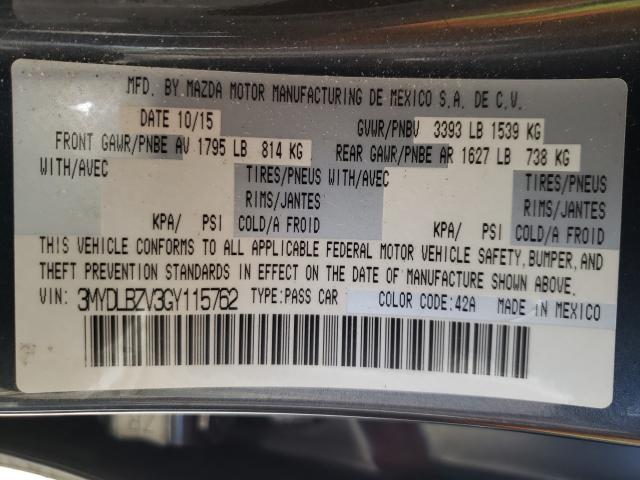 MFD. BY MAZDA MOTOR MANUFACTURING DE MEXICO S.A. DE C.V.
DATE 10/15 GVWR/PNBV 3393 LB 1539 KG
FRONT GAWR/PNBE AV 1795 LB 814 KG REAR GAWR/PNBE AR 1627 LB 738 KG
WITH/AVEC TIRES/PNEUS WITH/AVEC TIRES/PNEUS
RIMS/JANTES RIMS/JANTES
KPA/ PSI COLD/A FROID KPA/ PSI COLD/A FROID
THIS VEHICLE CONFORMS TO ALL APPLICABLE FEDERAL MOTOR VEHICLE SAFETY, BUMPER, AND
THEFT PREVENTION STANDARDS IN EFFECT ON THE DATE OF MANUFACTURE SHOWN ABOVE.
VIN: 3MYDLBZV3GY115762 TYPE:PASS CAR COLOR CODE:42A MADE IN MEXICO